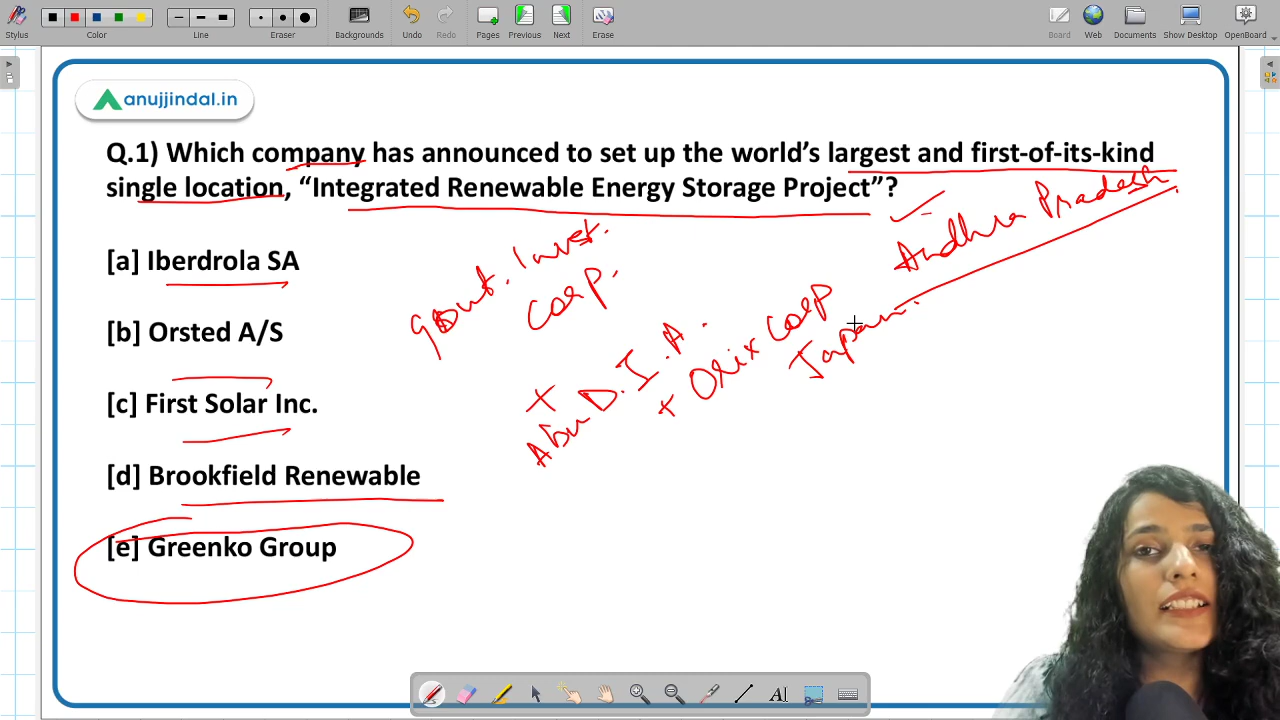 Stylus
Color
Line
Eraser
Backgrounds
Undo
Redo
Pages
Previous
Next
Erase
Board
Web
Documents
Show Desktop
OpenBoard
anujjindal.in
Q.1) Which company has announced to set up the world's largest and first-of-its-kind
single location, “Integrated Renewable Energy Storage Project”?
Andhra Pradesh
[a] Iberdrola SA
Govt. Invst.
Corp.
[b] Orsted A/S
+
Abu D. I. A.
+ Orix Corp
Japan.
[c] First Solar Inc.
[d] Brookfield Renewable
[e] Greenko Group